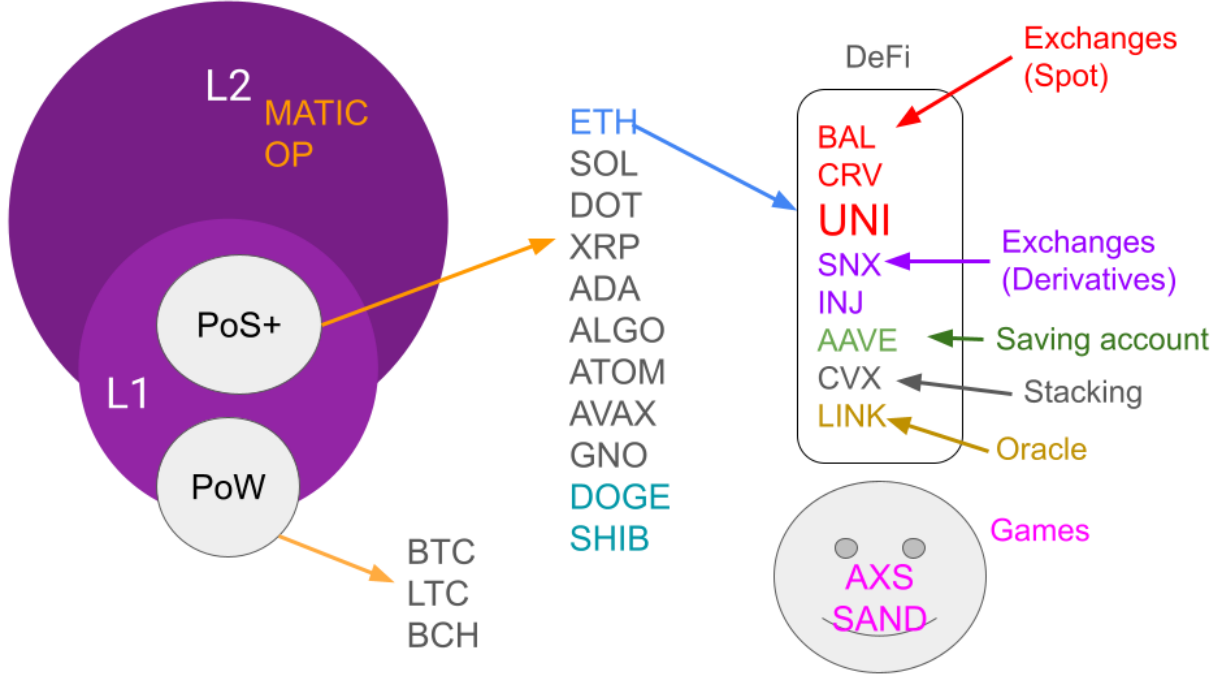 L2
MATIC
OP
PoS+
L1
PoW
BTC
LTC
BCH
ETH
SOL
DOT
XRP
ADA
ALGO
ATOM
AVAX
GNO
DOGE
SHIB
DeFi
BAL
CRV
UNI
SNX
INJ
AAVE
CVX
LINK
Exchanges
(Spot)
Exchanges
(Derivatives)
Saving account
Stacking
Oracle
Games
AXS
SAND